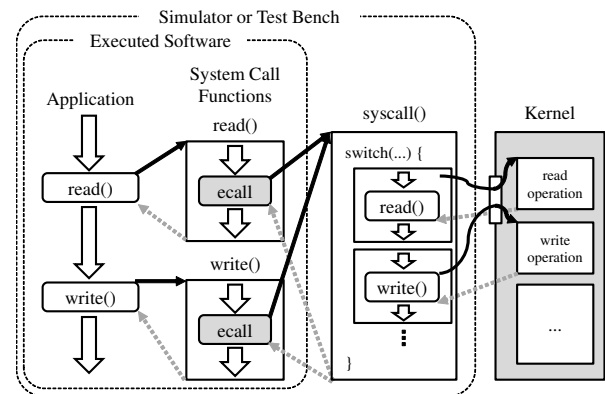 Simulator or Test Bench
Executed Software
Application
System Call
Functions
read()
read()
ecall
write()
write()
ecall
syscall()
switch(...) {
read()
write()
}
Kernel
read
operation
write
operation
...